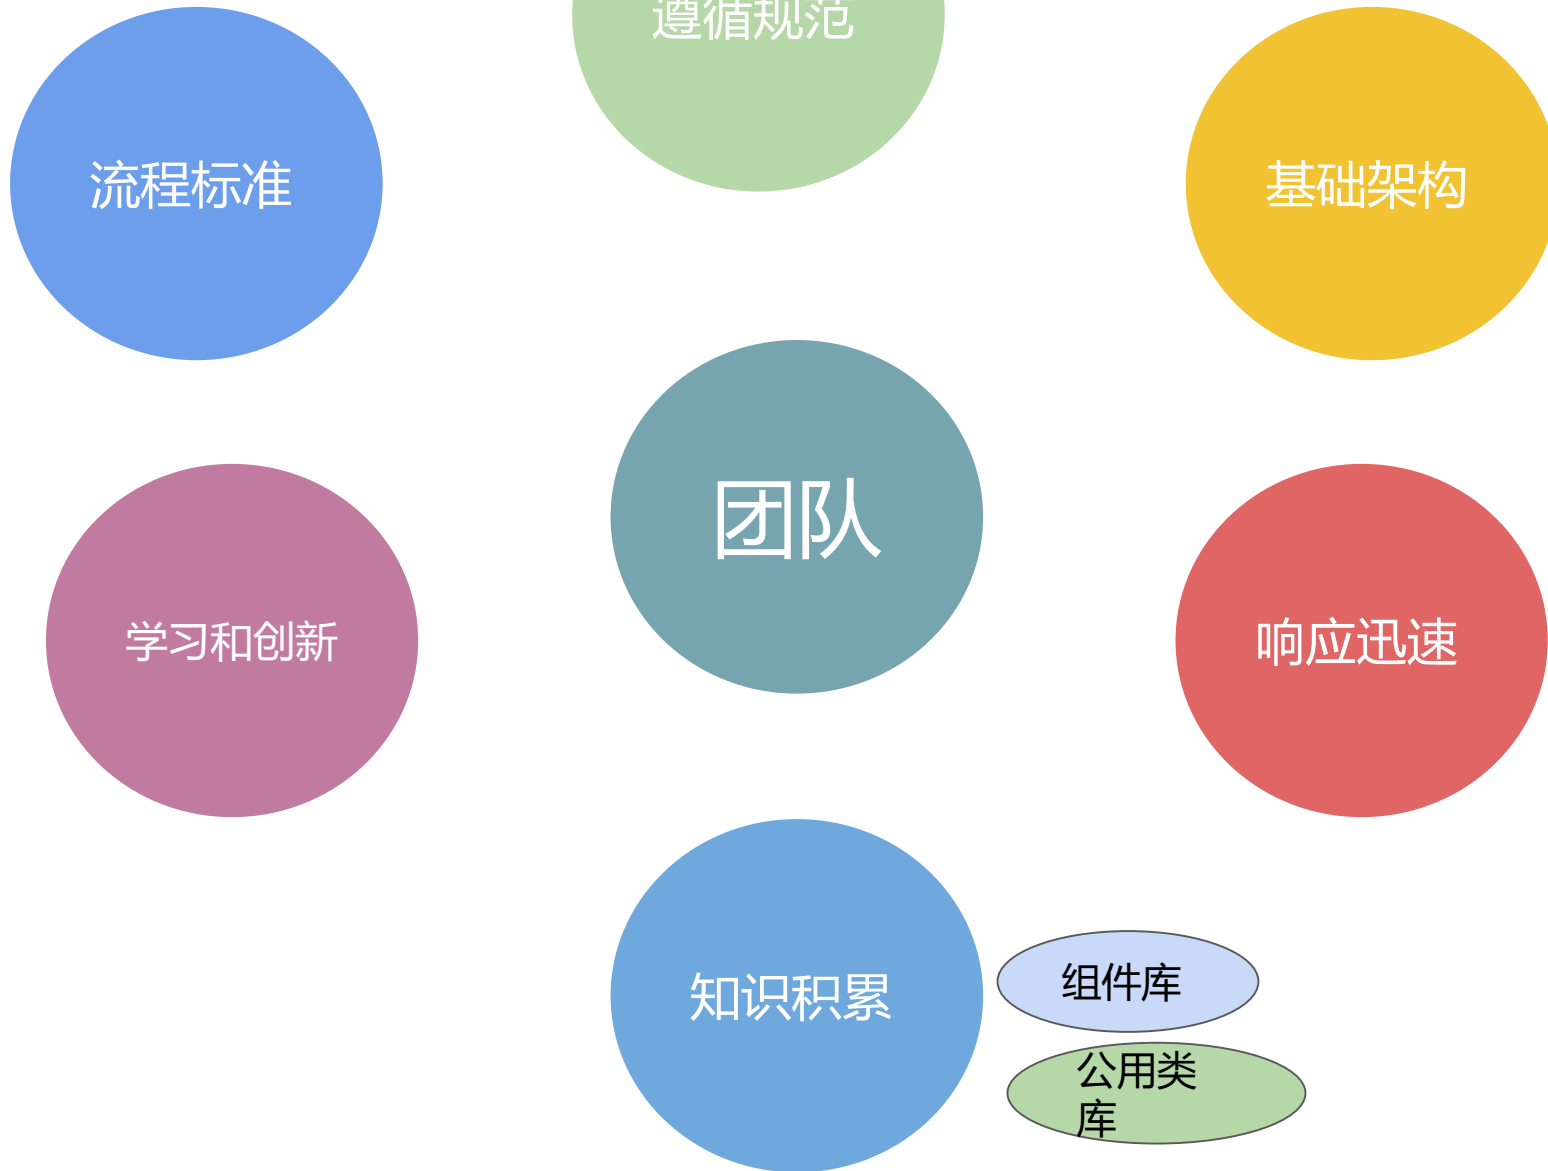 遵循规范
流程标准
基础架构
团队
学习和创新
响应迅速
知识积累
组件库
公用类
库